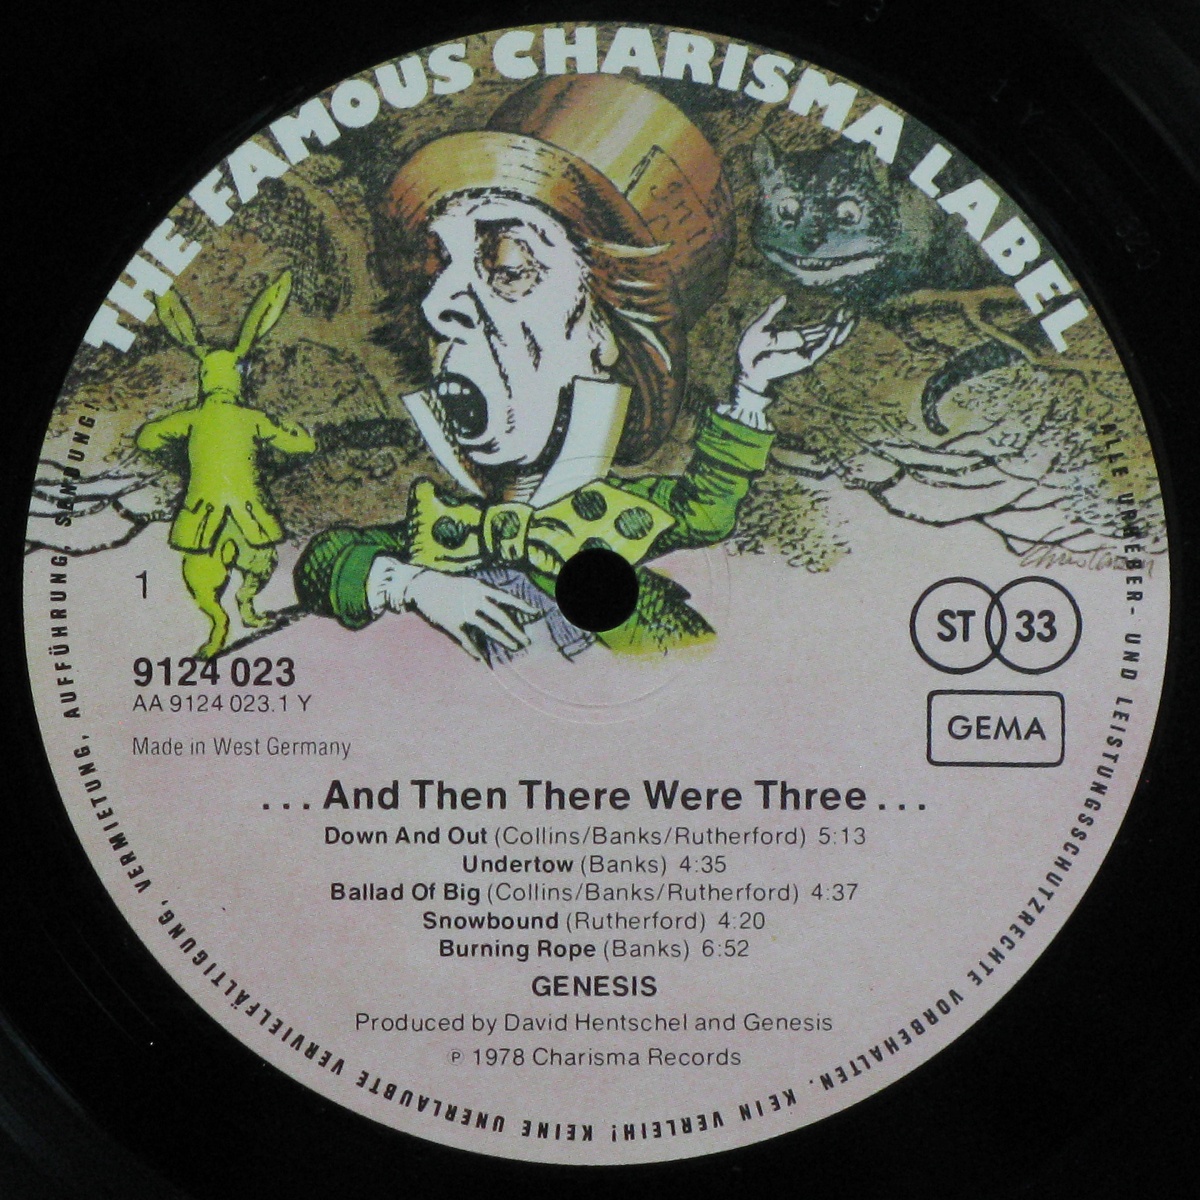 THE FAMOUS CHARISMA LABEL
1
9124 023
AA 9124 023.1 Y
Made in West Germany
ST 33
GEMA
...And Then There Were Three...
Down And Out (Collins/Banks/Rutherford) 5:13
Undertow (Banks) 4:35
Ballad Of Big (Collins/Banks/Rutherford) 4:37
Snowbound (Rutherford) 4:20
Burning Rope (Banks) 6:52
GENESIS
Produced by David Hentschel and Genesis
℗ 1978 Charisma Records
ALLE URHEBER- UND LEISTUNGSSCHUTZRECHTE VORBEHALTEN. KEIN VERLEIH! KEINE UNERLAUBTE VERVIELFÄLTIGUNG, VERMIETUNG, AUFFÜHRUNG, SENDUNG!